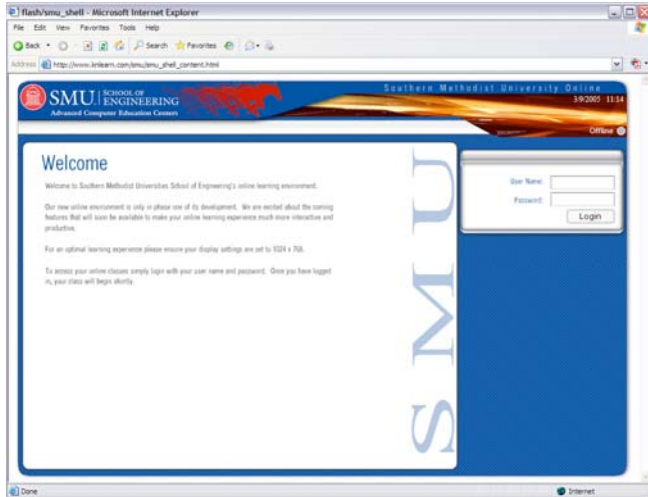 flash/smu_shell - Microsoft Internet Explorer
File Edit View Favorites Tools Help
Back Search Favorites
Address http://www.knlearn.com/smu/smu_shell_content.html
Southern Methodist University Online
3/9/2005 11:14
SMU SCHOOL OF ENGINEERING
Advanced Computer Education Centers
Offline
Welcome
Welcome to Southern Methodist Universities School of Engineering's online learning environment.
Our new online environment is only in phase one of its development. We are excited about the coming
features that will soon be available to make your online learning experience much more interactive and
productive.
For an optimal learning experience please ensure your display settings are set to 1024 x 768.
To access your online classes simply login with your user name and password. Once you have logged
in, your class will begin shortly.
SMU
User Name:
Password:
Login
Done
Internet